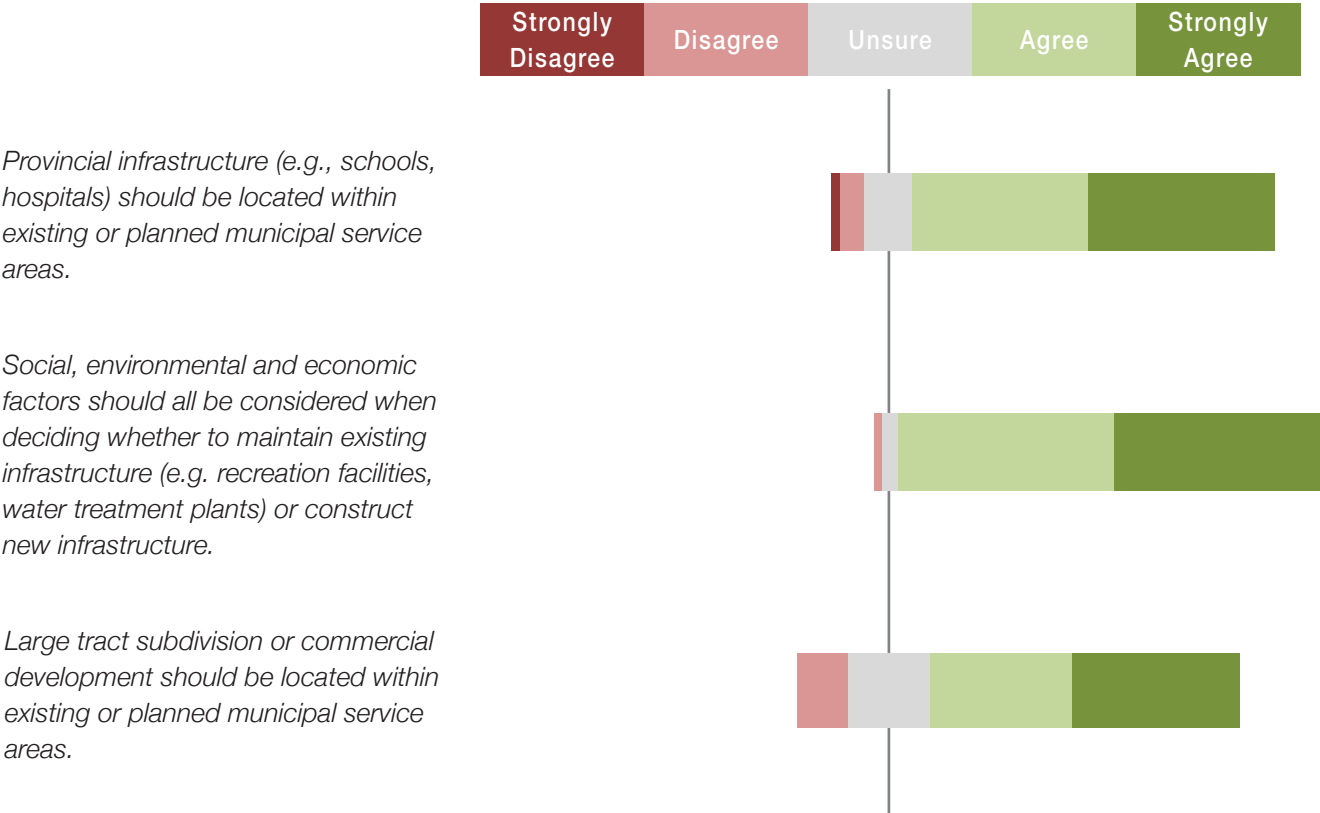 Strongly
Disagree
Disagree
Unsure
Agree
Strongly
Agree
Provincial infrastructure (e.g., schools,
hospitals) should be located within
existing or planned municipal service
areas.
Social, environmental and economic
factors should all be considered when
deciding whether to maintain existing
infrastructure (e.g. recreation facilities,
water treatment plants) or construct
new infrastructure.
Large tract subdivision or commercial
development should be located within
existing or planned municipal service
areas.